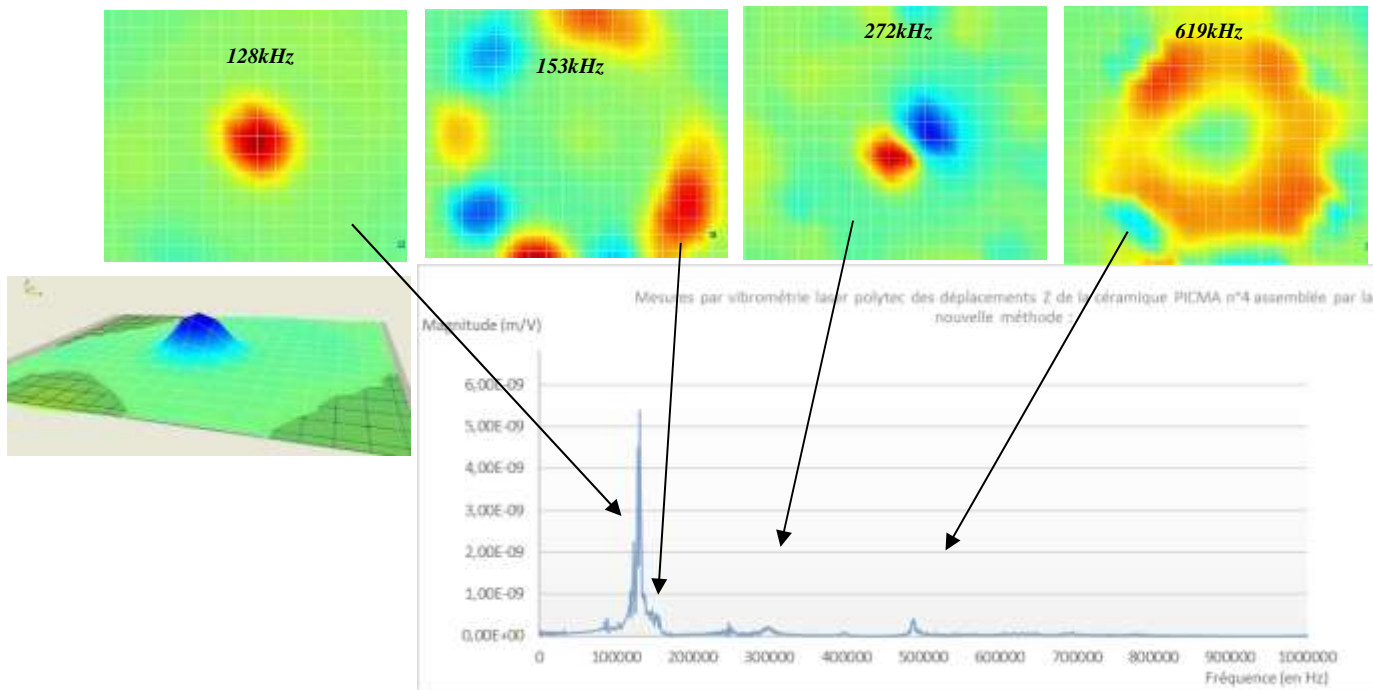 128kHz
153kHz
272kHz
619kHz
Mesures par vibrométrie laser polytec des déplacements Z de la céramique PICMA n°4 assemblée par la
nouvelle méthode :
Magnitude (m/V)
6,00E-09
5,00E-09
4,00E-09
3,00E-09
2,00E-09
1,00E-09
0,00E+00
0 100000 200000 300000 400000 500000 600000 700000 800000 900000 1000000
Fréquence (en Hz)